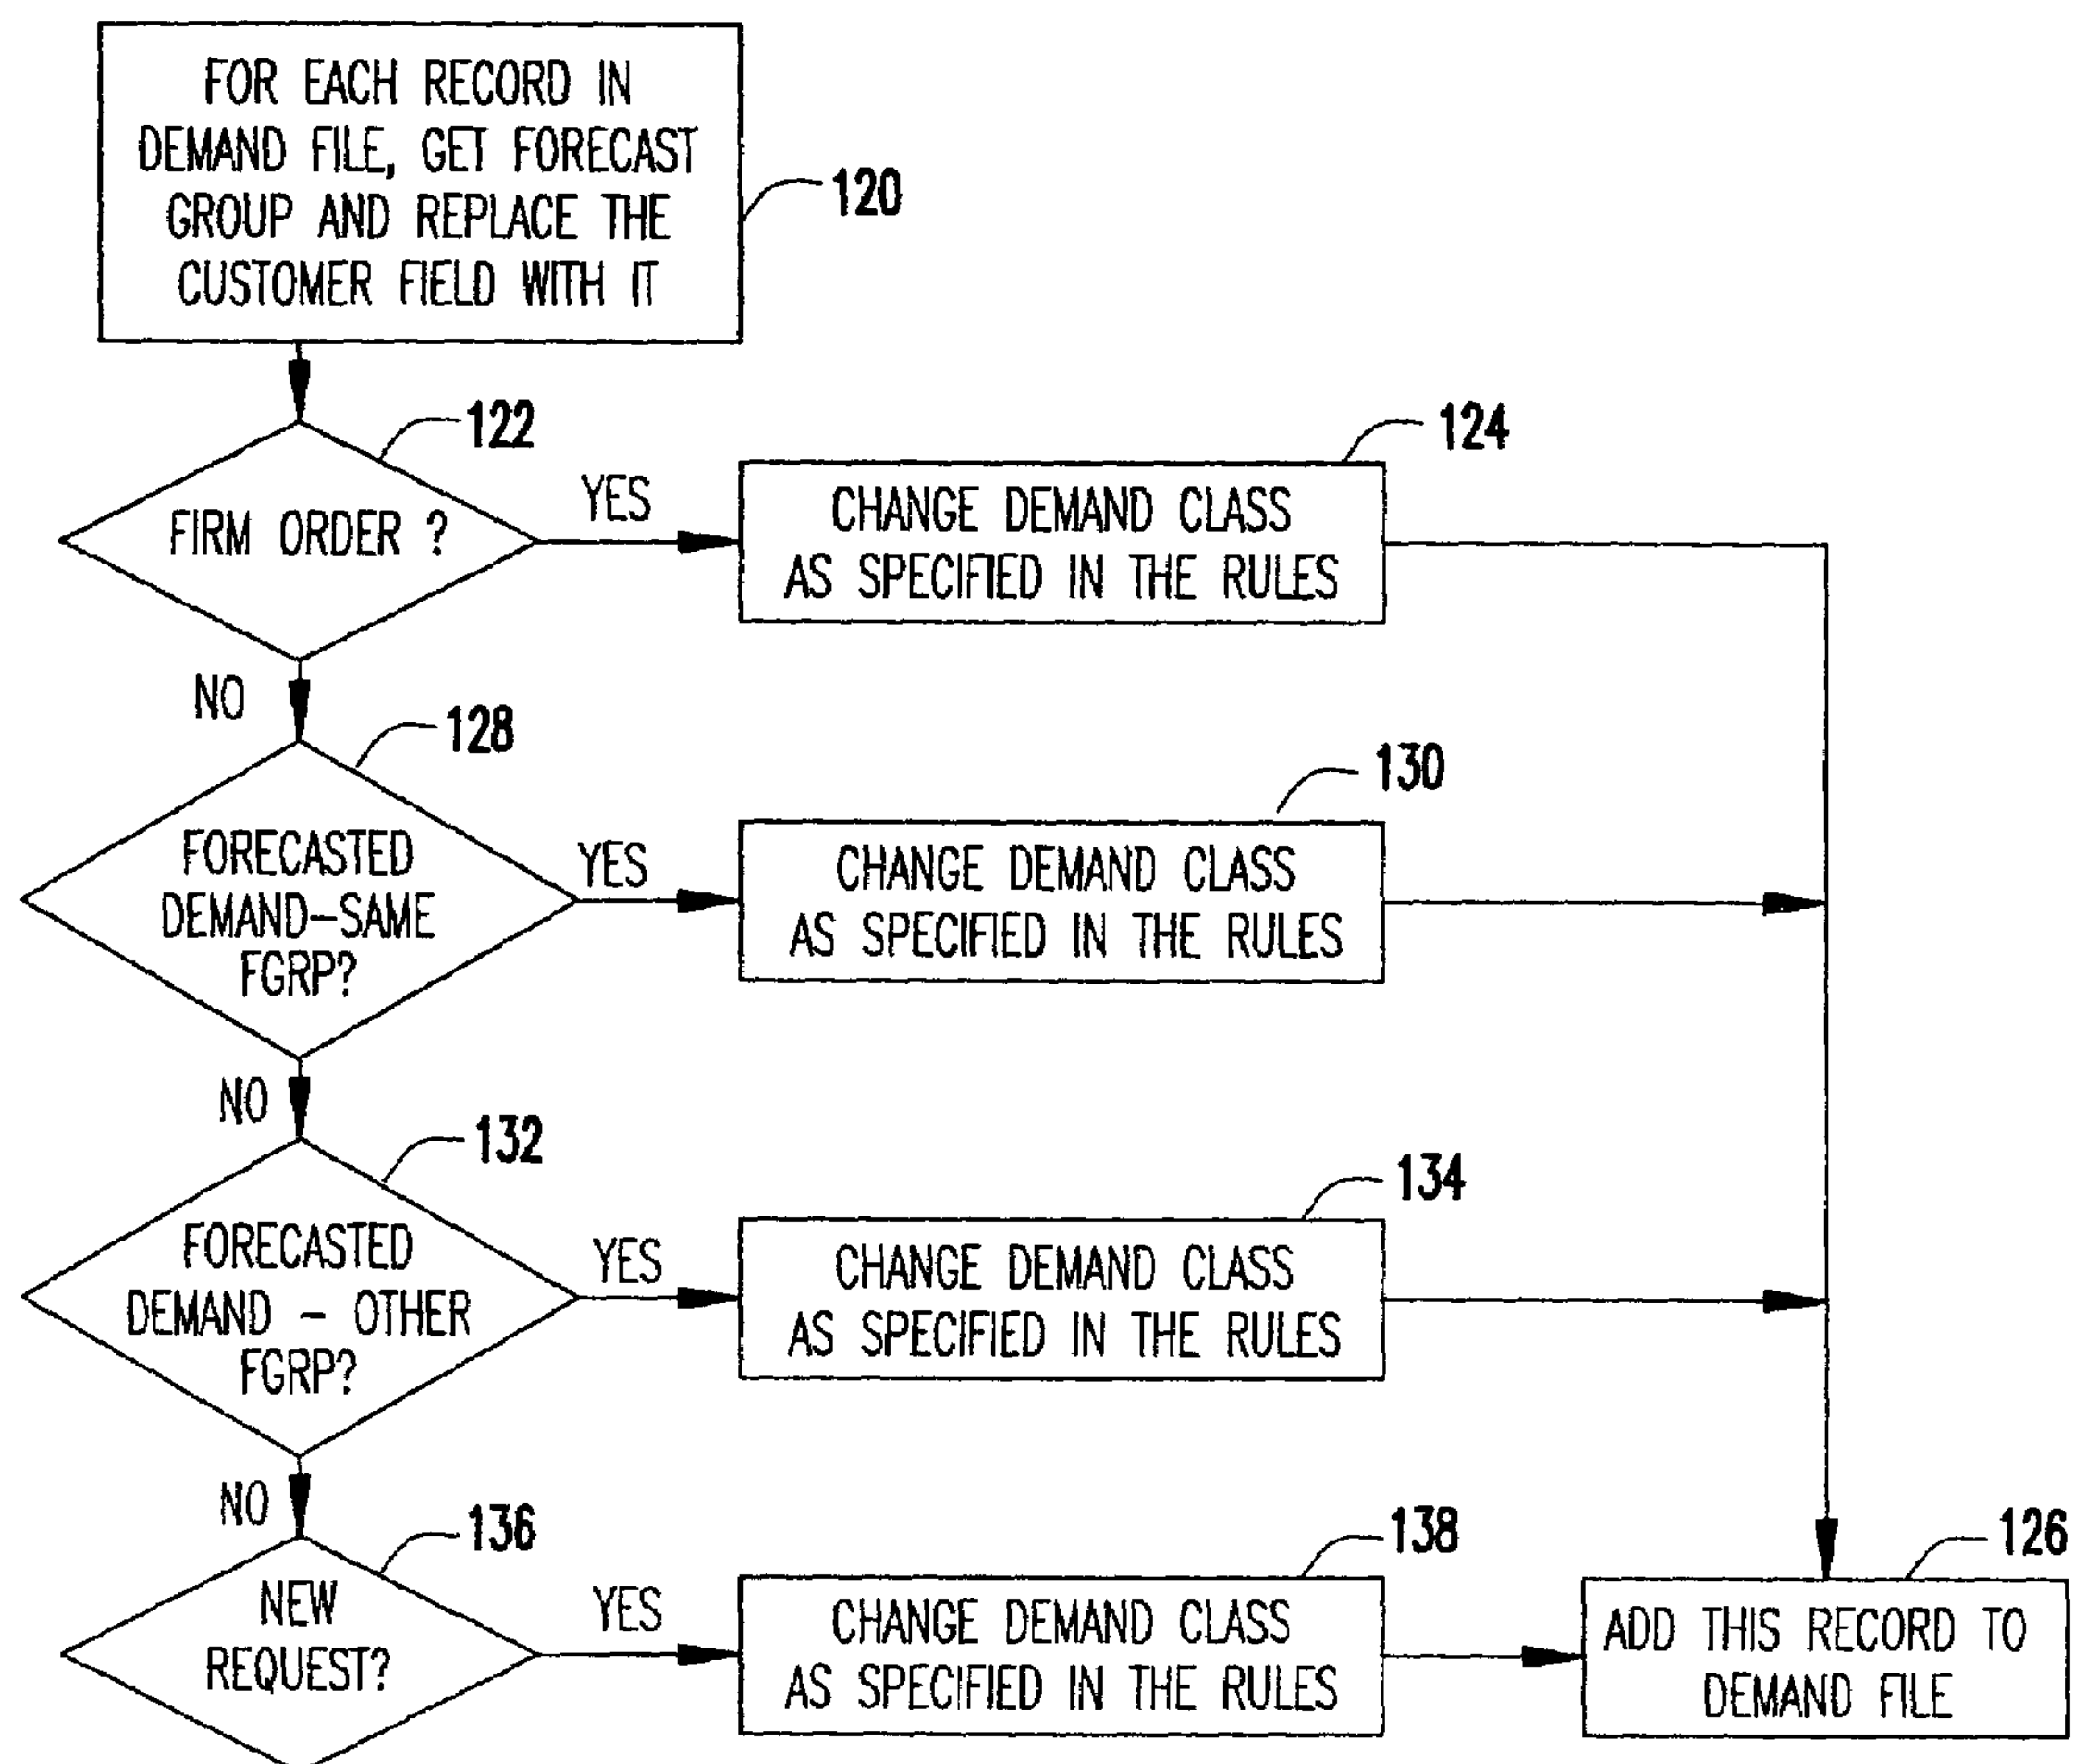 FOR EACH RECORD IN
DEMAND FILE, GET FORECAST
GROUP AND REPLACE THE
CUSTOMER FIELD WITH IT
120
122
FIRM ORDER ?
YES
124
CHANGE DEMAND CLASS
AS SPECIFIED IN THE RULES
NO
128
FORECASTED
DEMAND-SAME
FGRP?
YES
130
CHANGE DEMAND CLASS
AS SPECIFIED IN THE RULES
NO
132
FORECASTED
DEMAND - OTHER
FGRP?
YES
134
CHANGE DEMAND CLASS
AS SPECIFIED IN THE RULES
NO
136
NEW
REQUEST?
YES
138
CHANGE DEMAND CLASS
AS SPECIFIED IN THE RULES
126
ADD THIS RECORD TO
DEMAND FILE